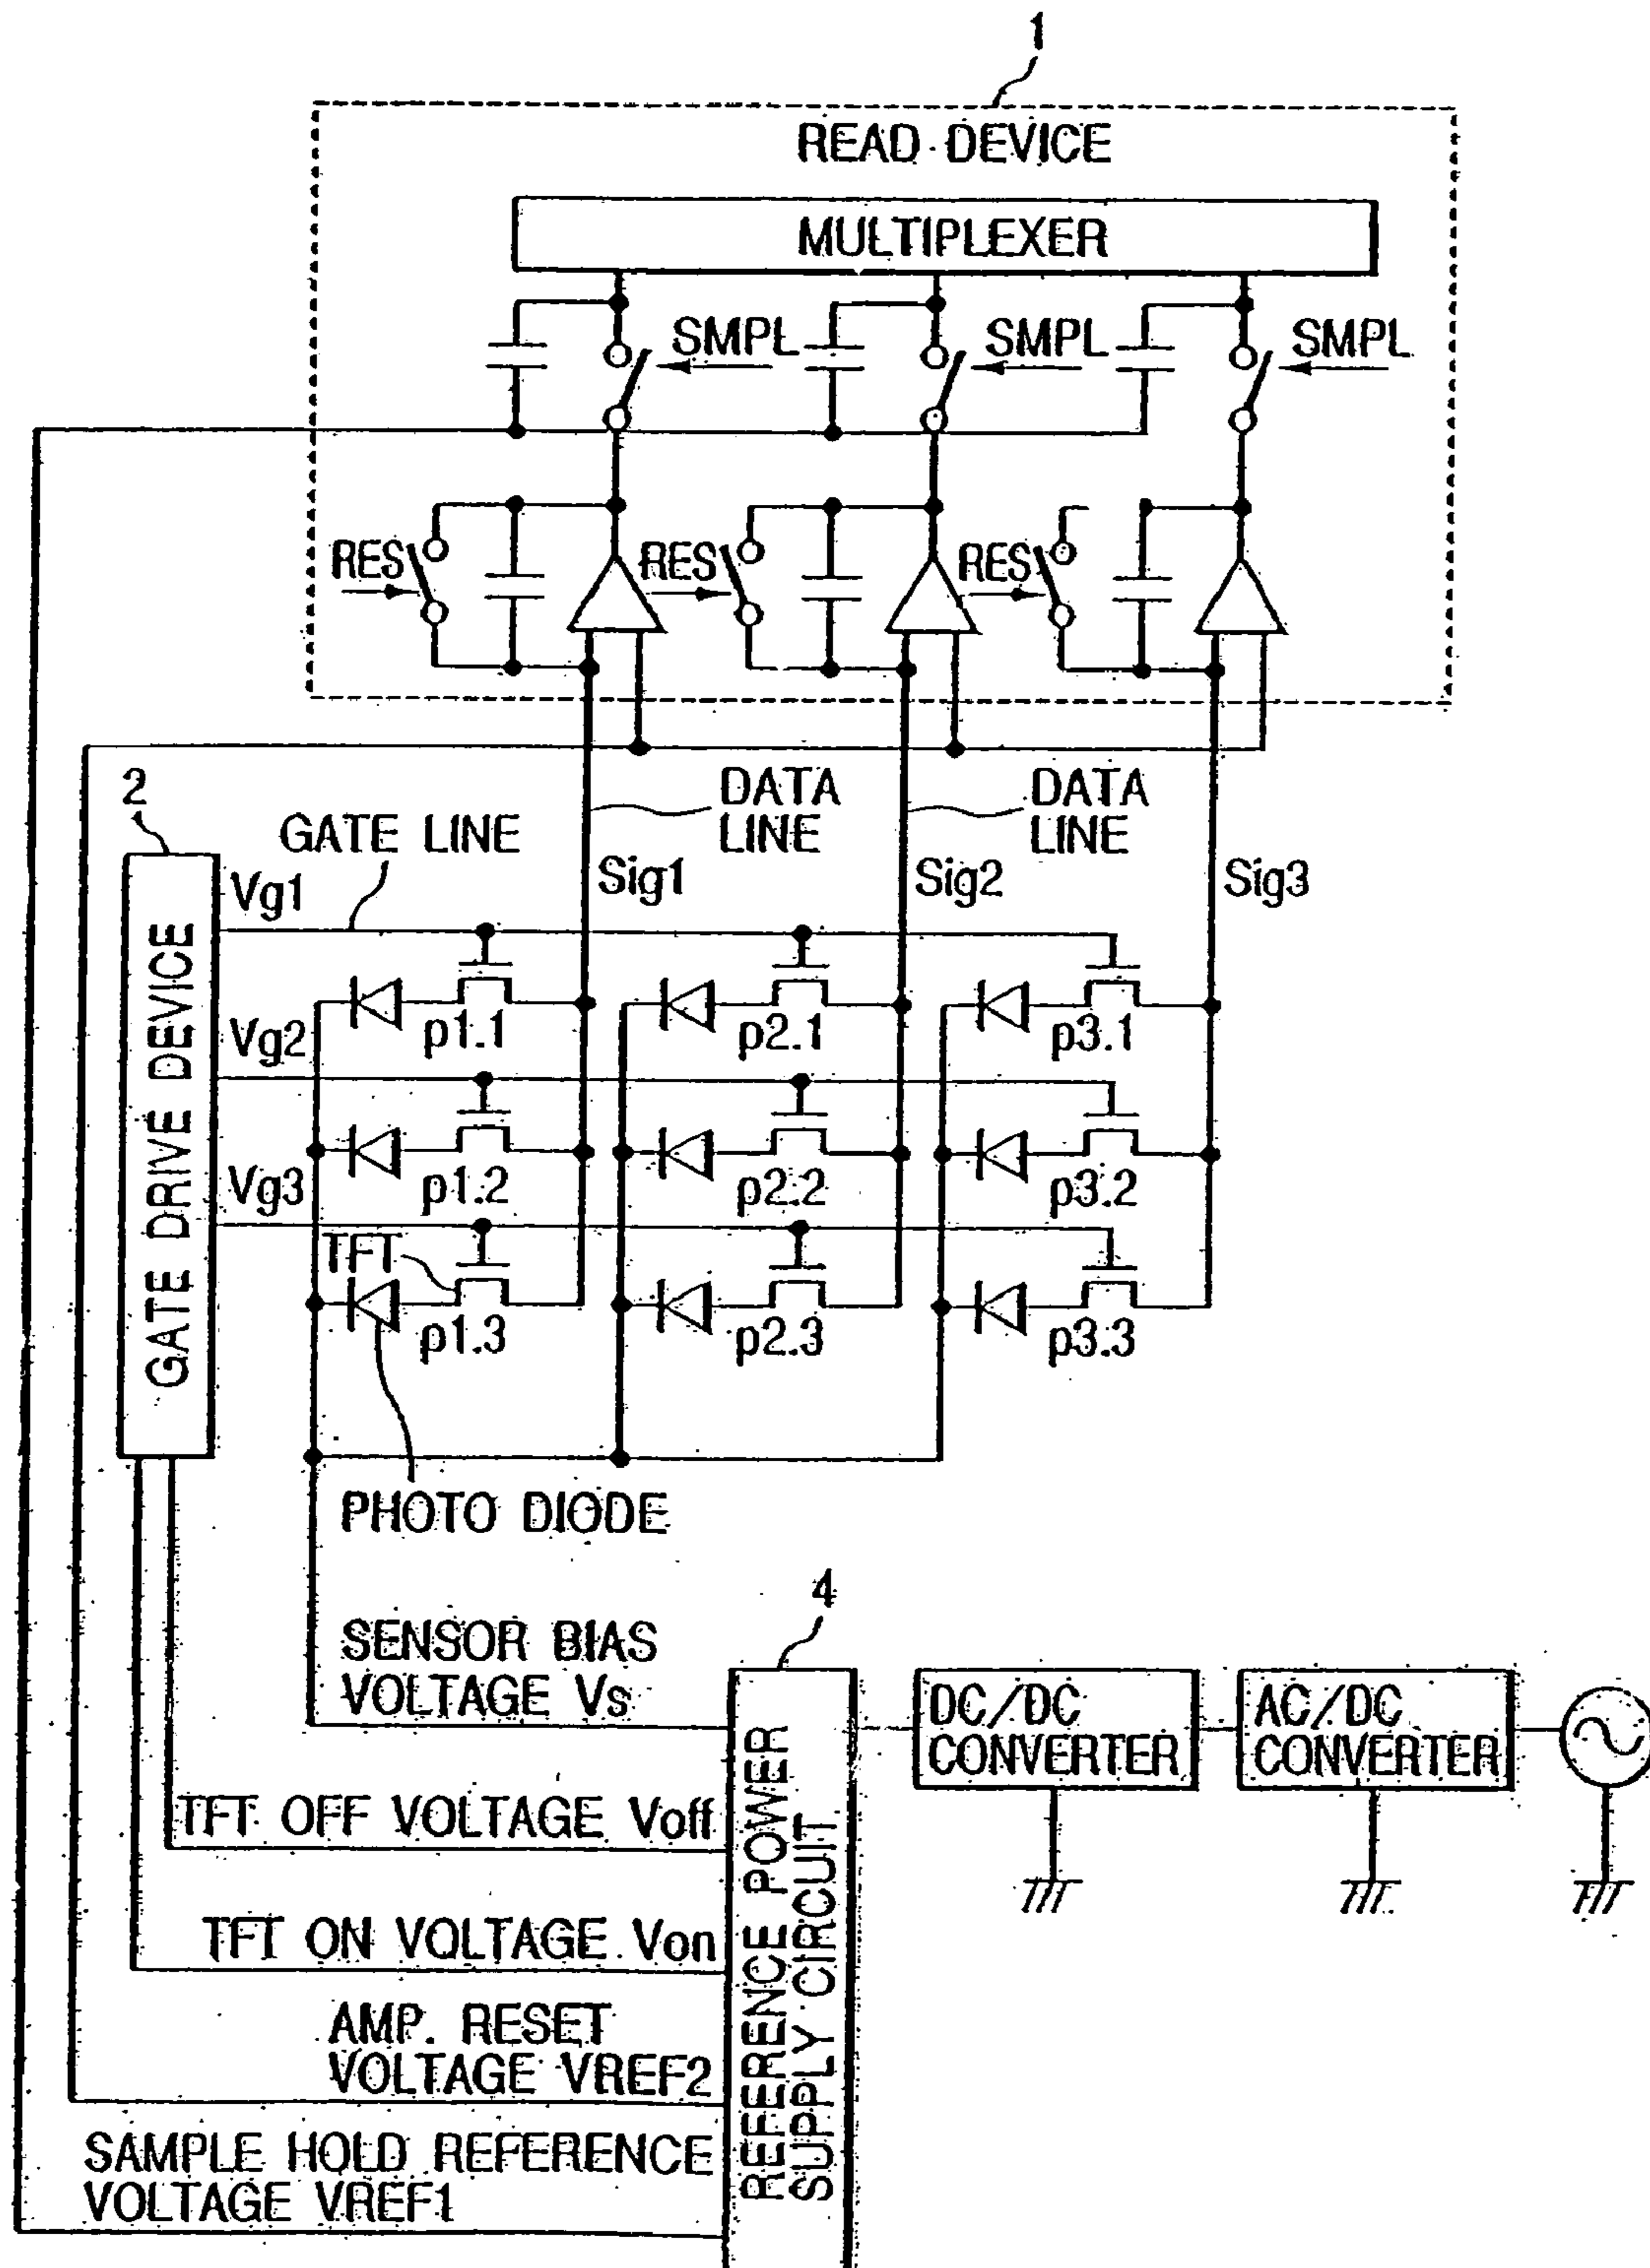 1
READ DEVICE
MULTIPLEXER
SMPL
SMPL
SMPL
RES
RES
RES
2
GATE LINE
DATA
LINE
DATA
LINE
Sig1
Sig2
Sig3
GATE DRIVE DEVICE
Vg1
p1.1
p2.1
p3.1
Vg2
p1.2
p2.2
p3.2
Vg3
TFT
p1.3
p2.3
p3.3
PHOTO DIODE
4
SENSOR BIAS
VOLTAGE Vs
REFERENCE POWER
SUPPLY CIRCUIT
DC/DC
CONVERTER
AC/DC
CONVERTER
TFT OFF VOLTAGE Voff
TFT ON VOLTAGE Von
AMP. RESET
VOLTAGE VREF2
SAMPLE HOLD REFERENCE
VOLTAGE VREF1